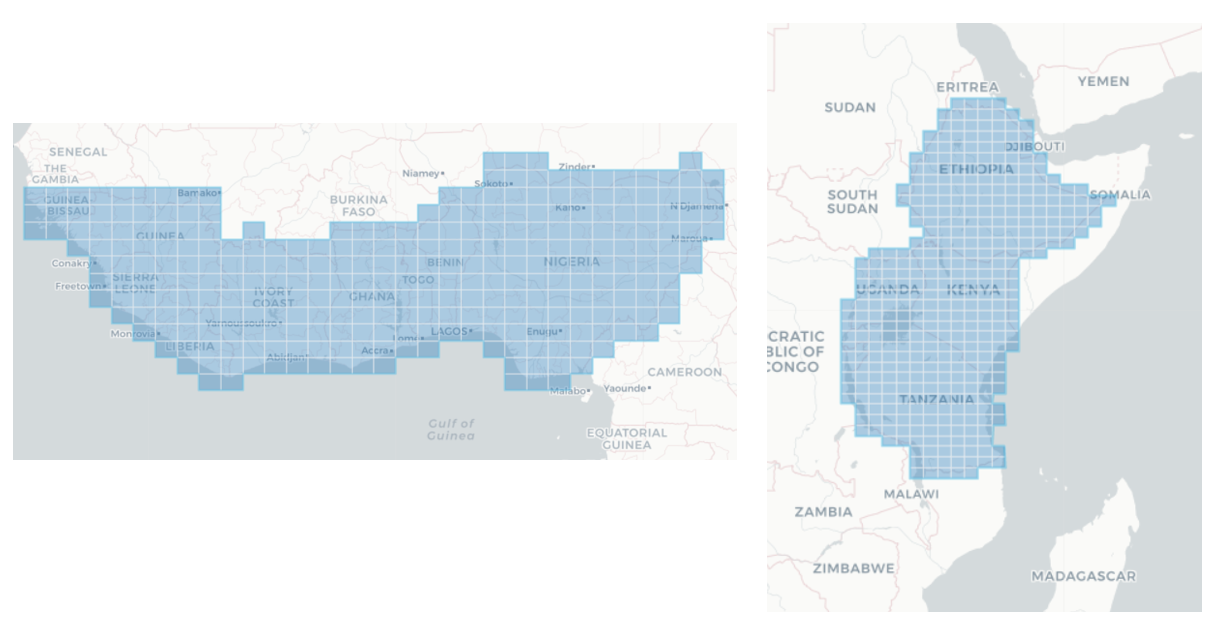 SENEGAL
THE
GAMBIA
GUINEA-
BISSAU
Bamako
GUINEA
Conakry
SIERRA
LEONE
Freetown
Monrovia
LIBERIA
Yamoussoukro
IVORY
COAST
Abidjan
BURKINA
FASO
GHANA
Accra
TOGO
Lome
BENIN
LAGOS
Niamey
Sokoto
Zinder
Kano
N'Djamena
Maroua
NIGERIA
Enugu
Malabo
Yaounde
CAMEROON
EQUATORIAL
GUINEA
Gulf of
Guinea
ERITREA
YEMEN
SUDAN
DJIBOUTI
ETHIOPIA
SOUTH
SUDAN
SOMALIA
UGANDA
KENYA
CRATIC
BLIC OF
CONGO
TANZANIA
MALAWI
ZAMBIA
ZIMBABWE
MADAGASCAR